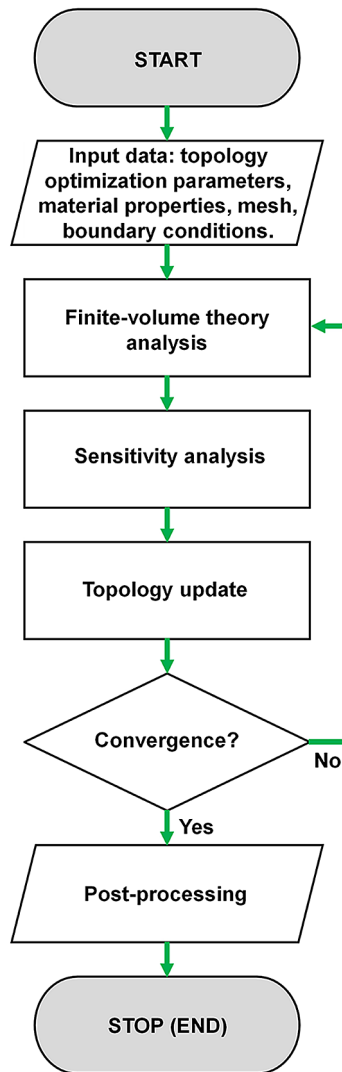 START
Input data: topology
optimization parameters,
material properties, mesh,
boundary conditions.
Finite-volume theory
analysis
Sensitivity analysis
Topology update
Convergence?
No
Yes
Post-processing
STOP (END)